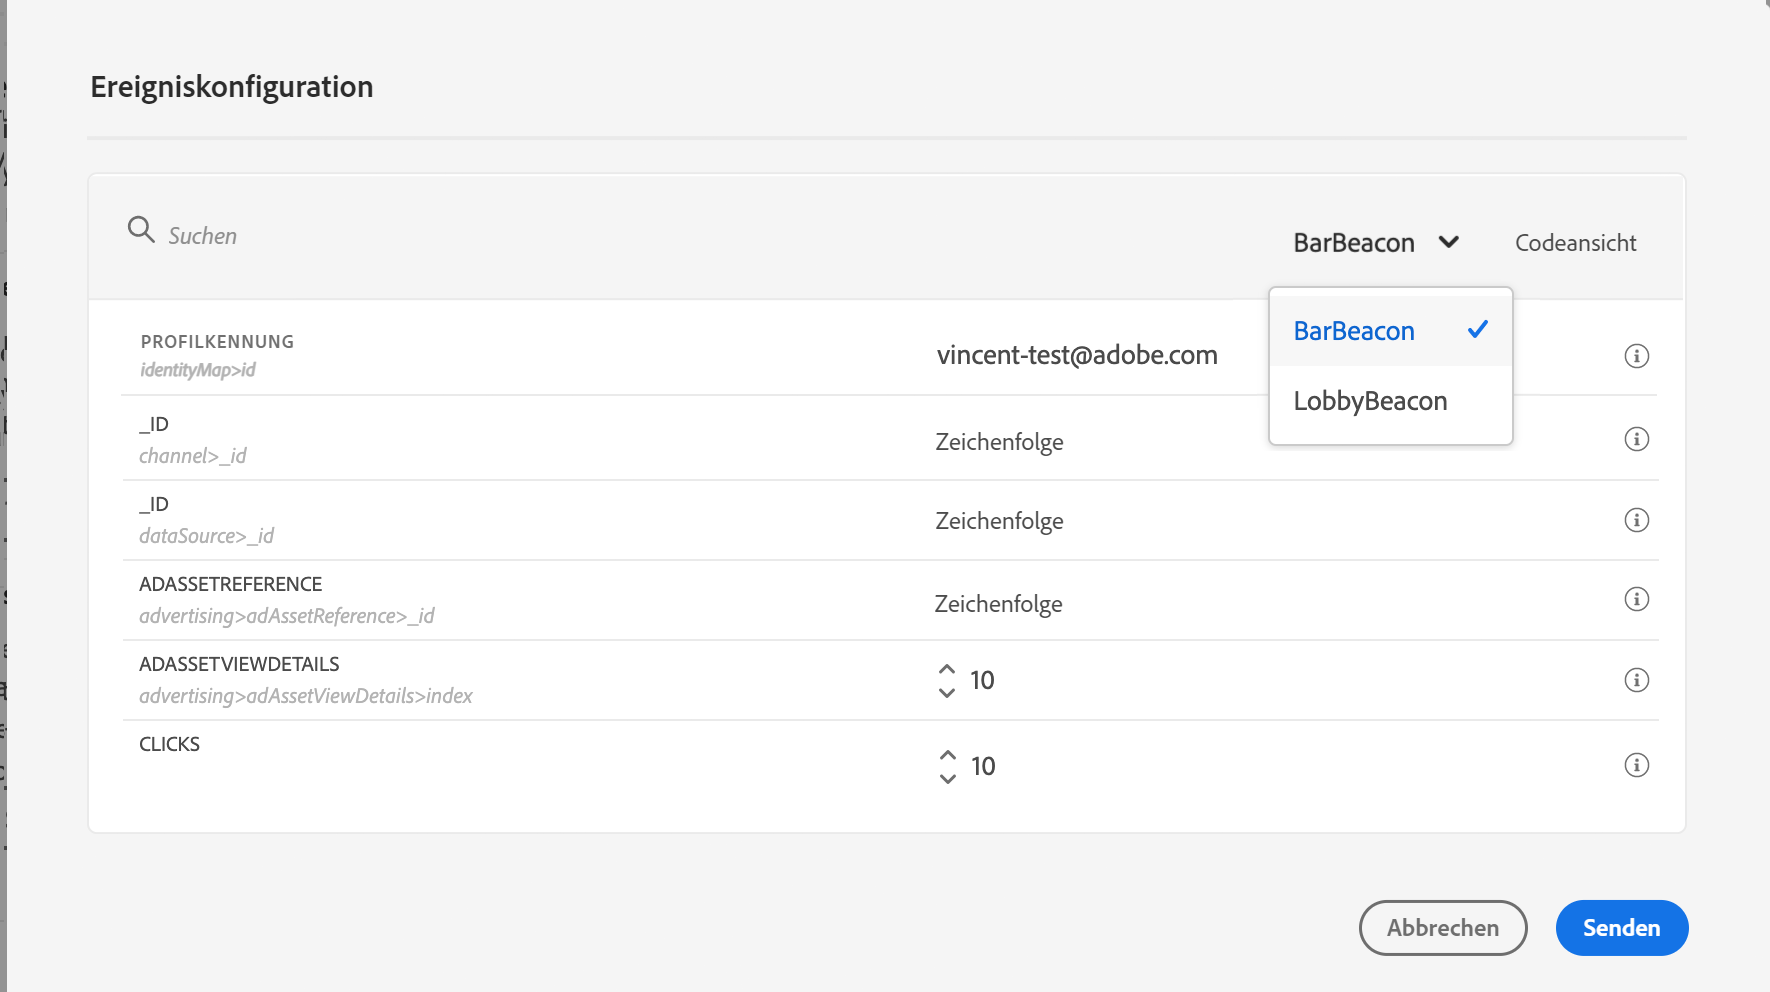 Ereigniskonfiguration
Suchen
BarBeacon
Codeansicht
BarBeacon
LobbyBeacon
PROFILKENNUNG
identityMap>id
vincent-test@adobe.com
_ID
channel>_id
Zeichenfolge
_ID
dataSource>_id
Zeichenfolge
ADASSETREFERENCE
advertising>adAssetReference>_id
Zeichenfolge
ADASSETVIEWDETAILS
advertising>adAssetViewDetails>index
10
CLICKS
10
Abbrechen
Senden